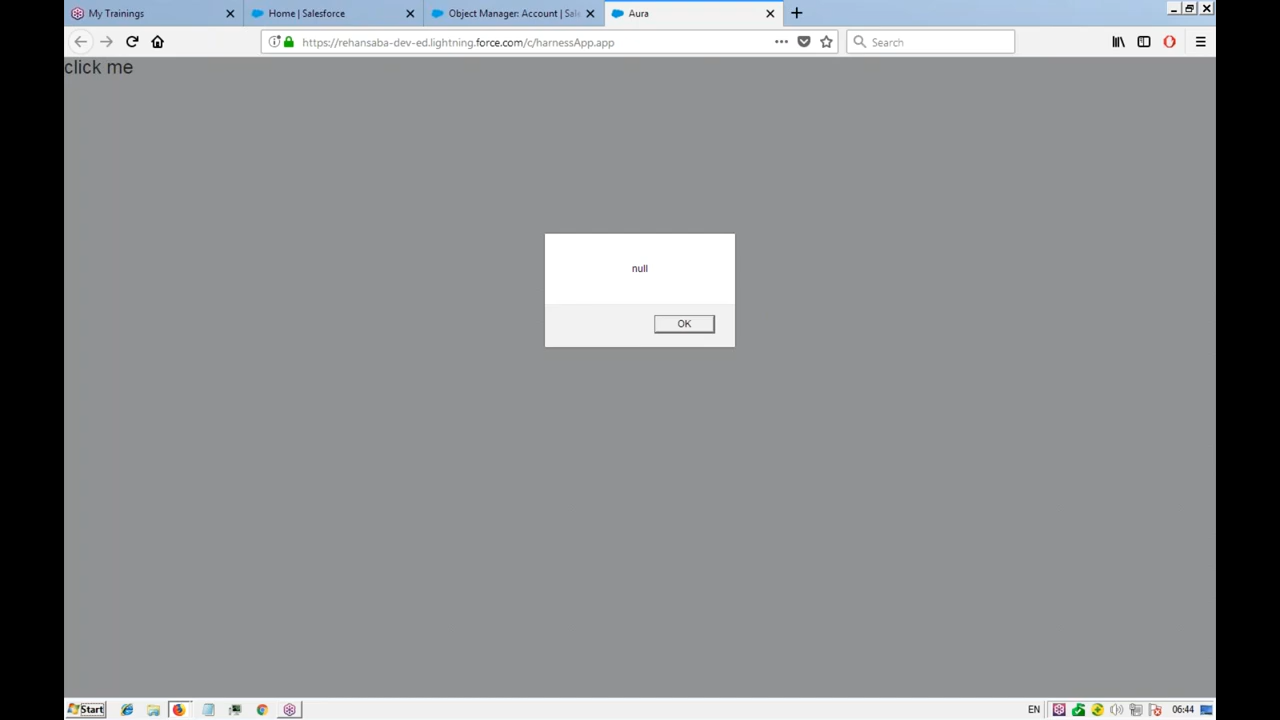 My Trainings
Home | Salesforce
Object Manager: Account | Sale
Aura
https://rehansaba-dev-ed.lightning.force.com/c/harnessApp.app
Search
click me
null
OK
Start
EN
06:44